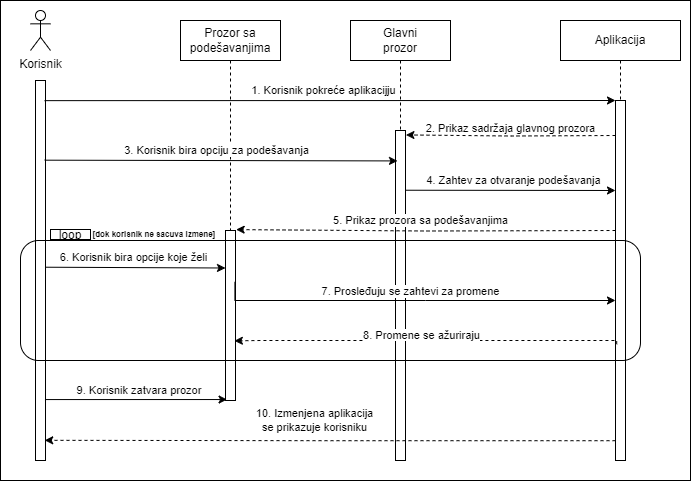 Korisnik
Prozor sa
podešavanjima
Glavni
prozor
Aplikacija
1. Korisnik pokreće aplikacijju
2. Prikaz sadržaja glavnog prozora
3. Korisnik bira opciju za podešavanja
4. Zahtev za otvaranje podešavanja
5. Prikaz prozora sa podešavanjima
loop [dok korisnik ne sacuva izmene]
6. Korisnik bira opcije koje želi
7. Prosleđuju se zahtevi za promene
8. Promene se ažuriraju
9. Korisnik zatvara prozor
10. Izmenjena aplikacija
se prikazuje korisniku